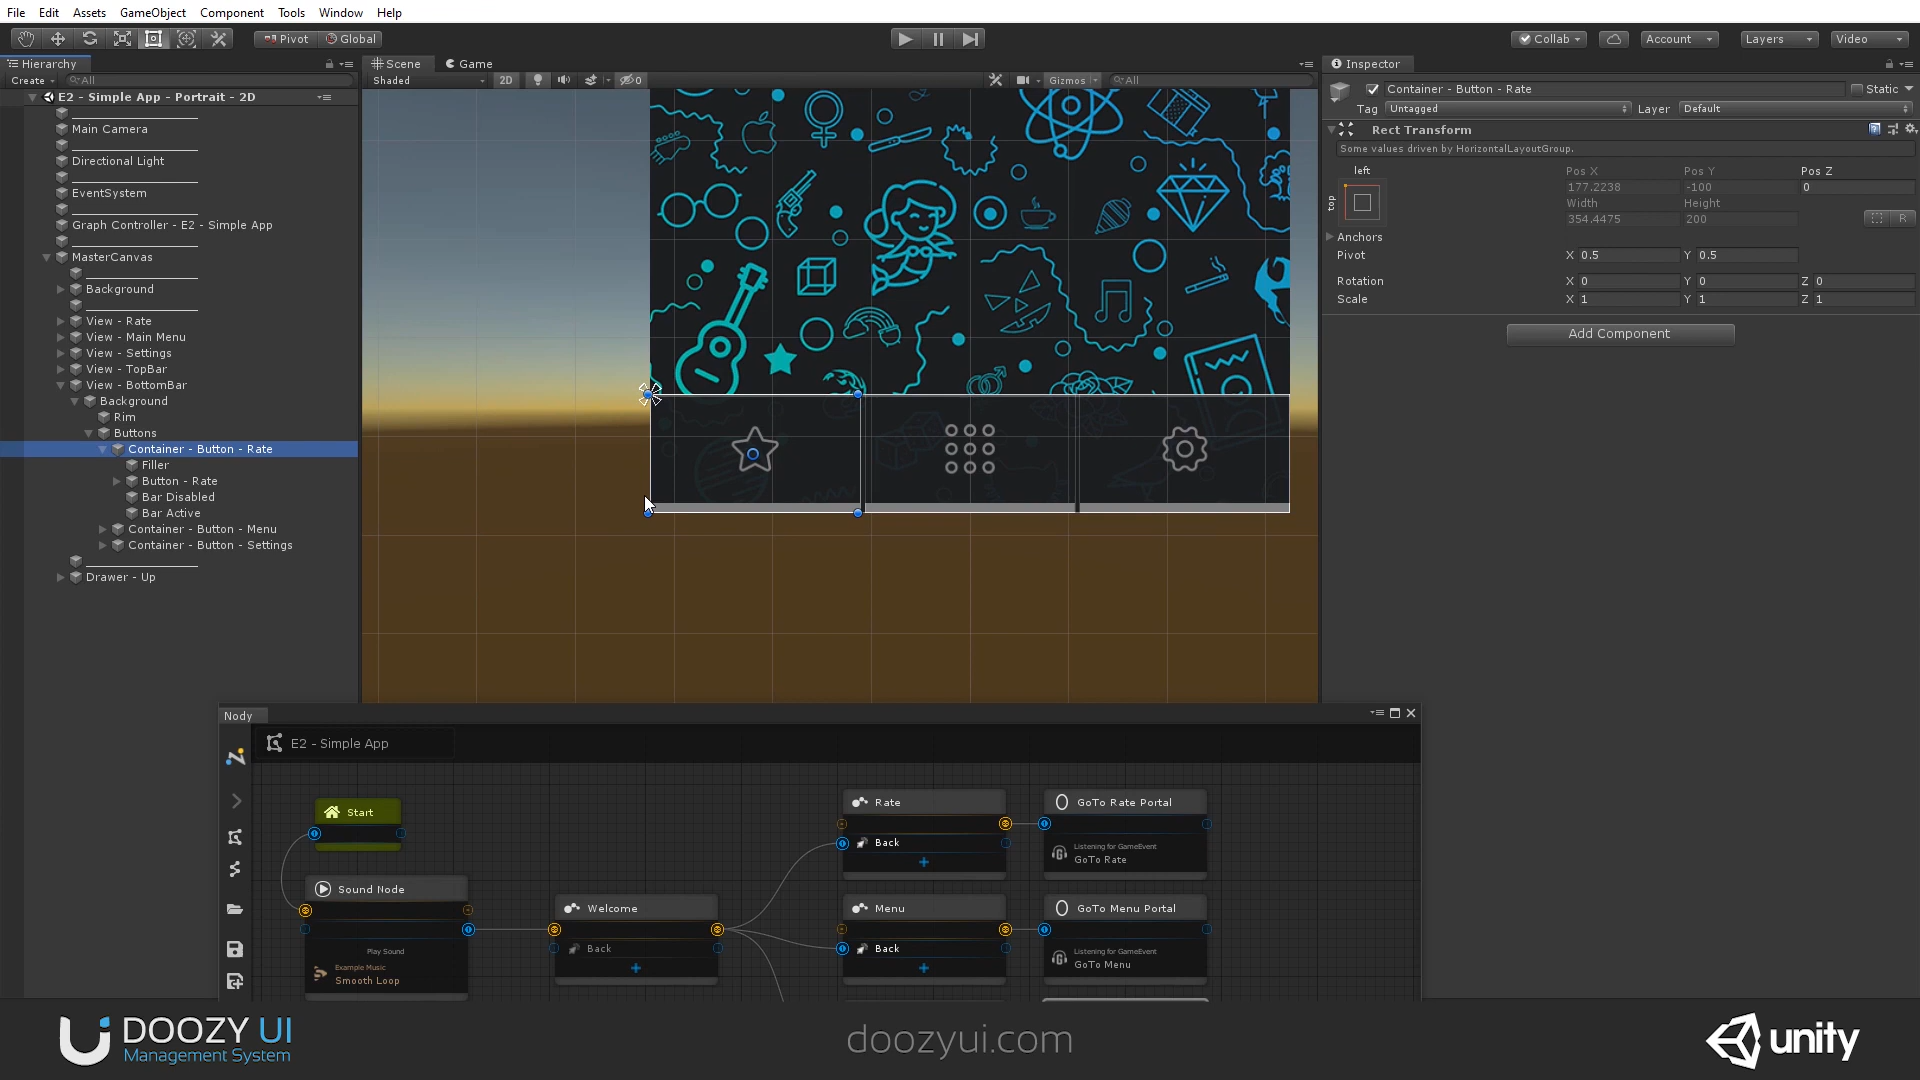 File Edit Assets GameObject Component Tools Window Help
Pivot Global
Collab Account Layers Video
Hierarchy
Create All
E2 - Simple App - Portrait - 2D
Main Camera
Directional Light
EventSystem
Graph Controller - E2 - Simple App
MasterCanvas
Background
View - Rate
View - Main Menu
View - Settings
View - TopBar
View - BottomBar
Background
Rim
Buttons
Container - Button - Rate
Filler
Button - Rate
Bar Disabled
Bar Active
Container - Button - Menu
Container - Button - Settings
Drawer - Up
Scene Game
Shaded 2D 0 Gizmos All
Inspector
Container - Button - Rate Static
Tag Untagged Layer Default
Rect Transform
Some values driven by HorizontalLayoutGroup.
left Pos X Pos Y Pos Z
177.2238 -100 0
top Width Height
354.4475 200 R
Anchors
Pivot X 0.5 Y 0.5
Rotation X 0 Y 0 Z 0
Scale X 1 Y 1 Z 1
Add Component
Nody
E2 - Simple App
Start
Sound Node
Play Sound
Example Music
Smooth Loop
Welcome
Back
Rate
Back
Menu
Back
GoTo Rate Portal
Listening for GameEvent
GoTo Rate
GoTo Menu Portal
Listening for GameEvent
GoTo Menu
DOOZY UI
Management System
doozyui.com
unity